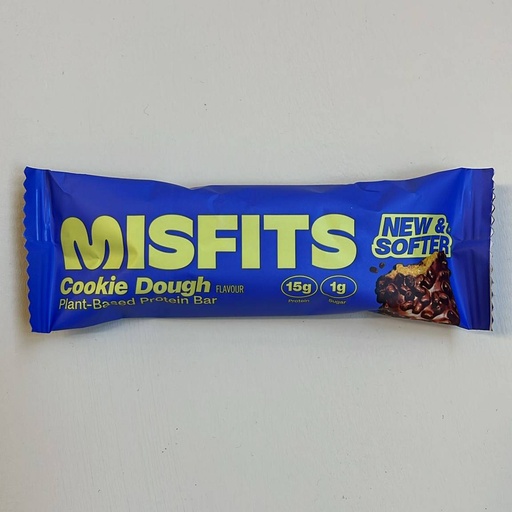 MISFITS
NEW &
SOFTER
Cookie Dough FLAVOUR
Plant-Based Protein Bar
15g
Protein
1g
Sugar